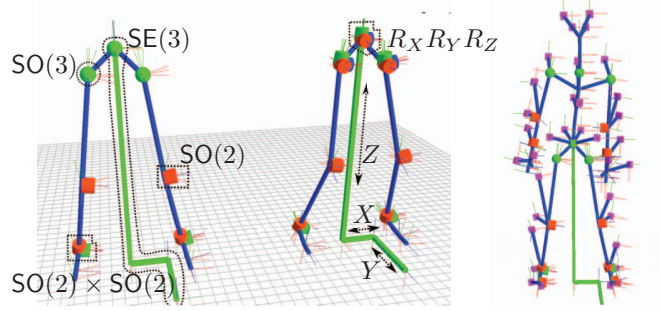 SE(3)
SO(3)
SO(2)
SO(2) × SO(2)
R_X R_Y R_Z
Z
X
Y